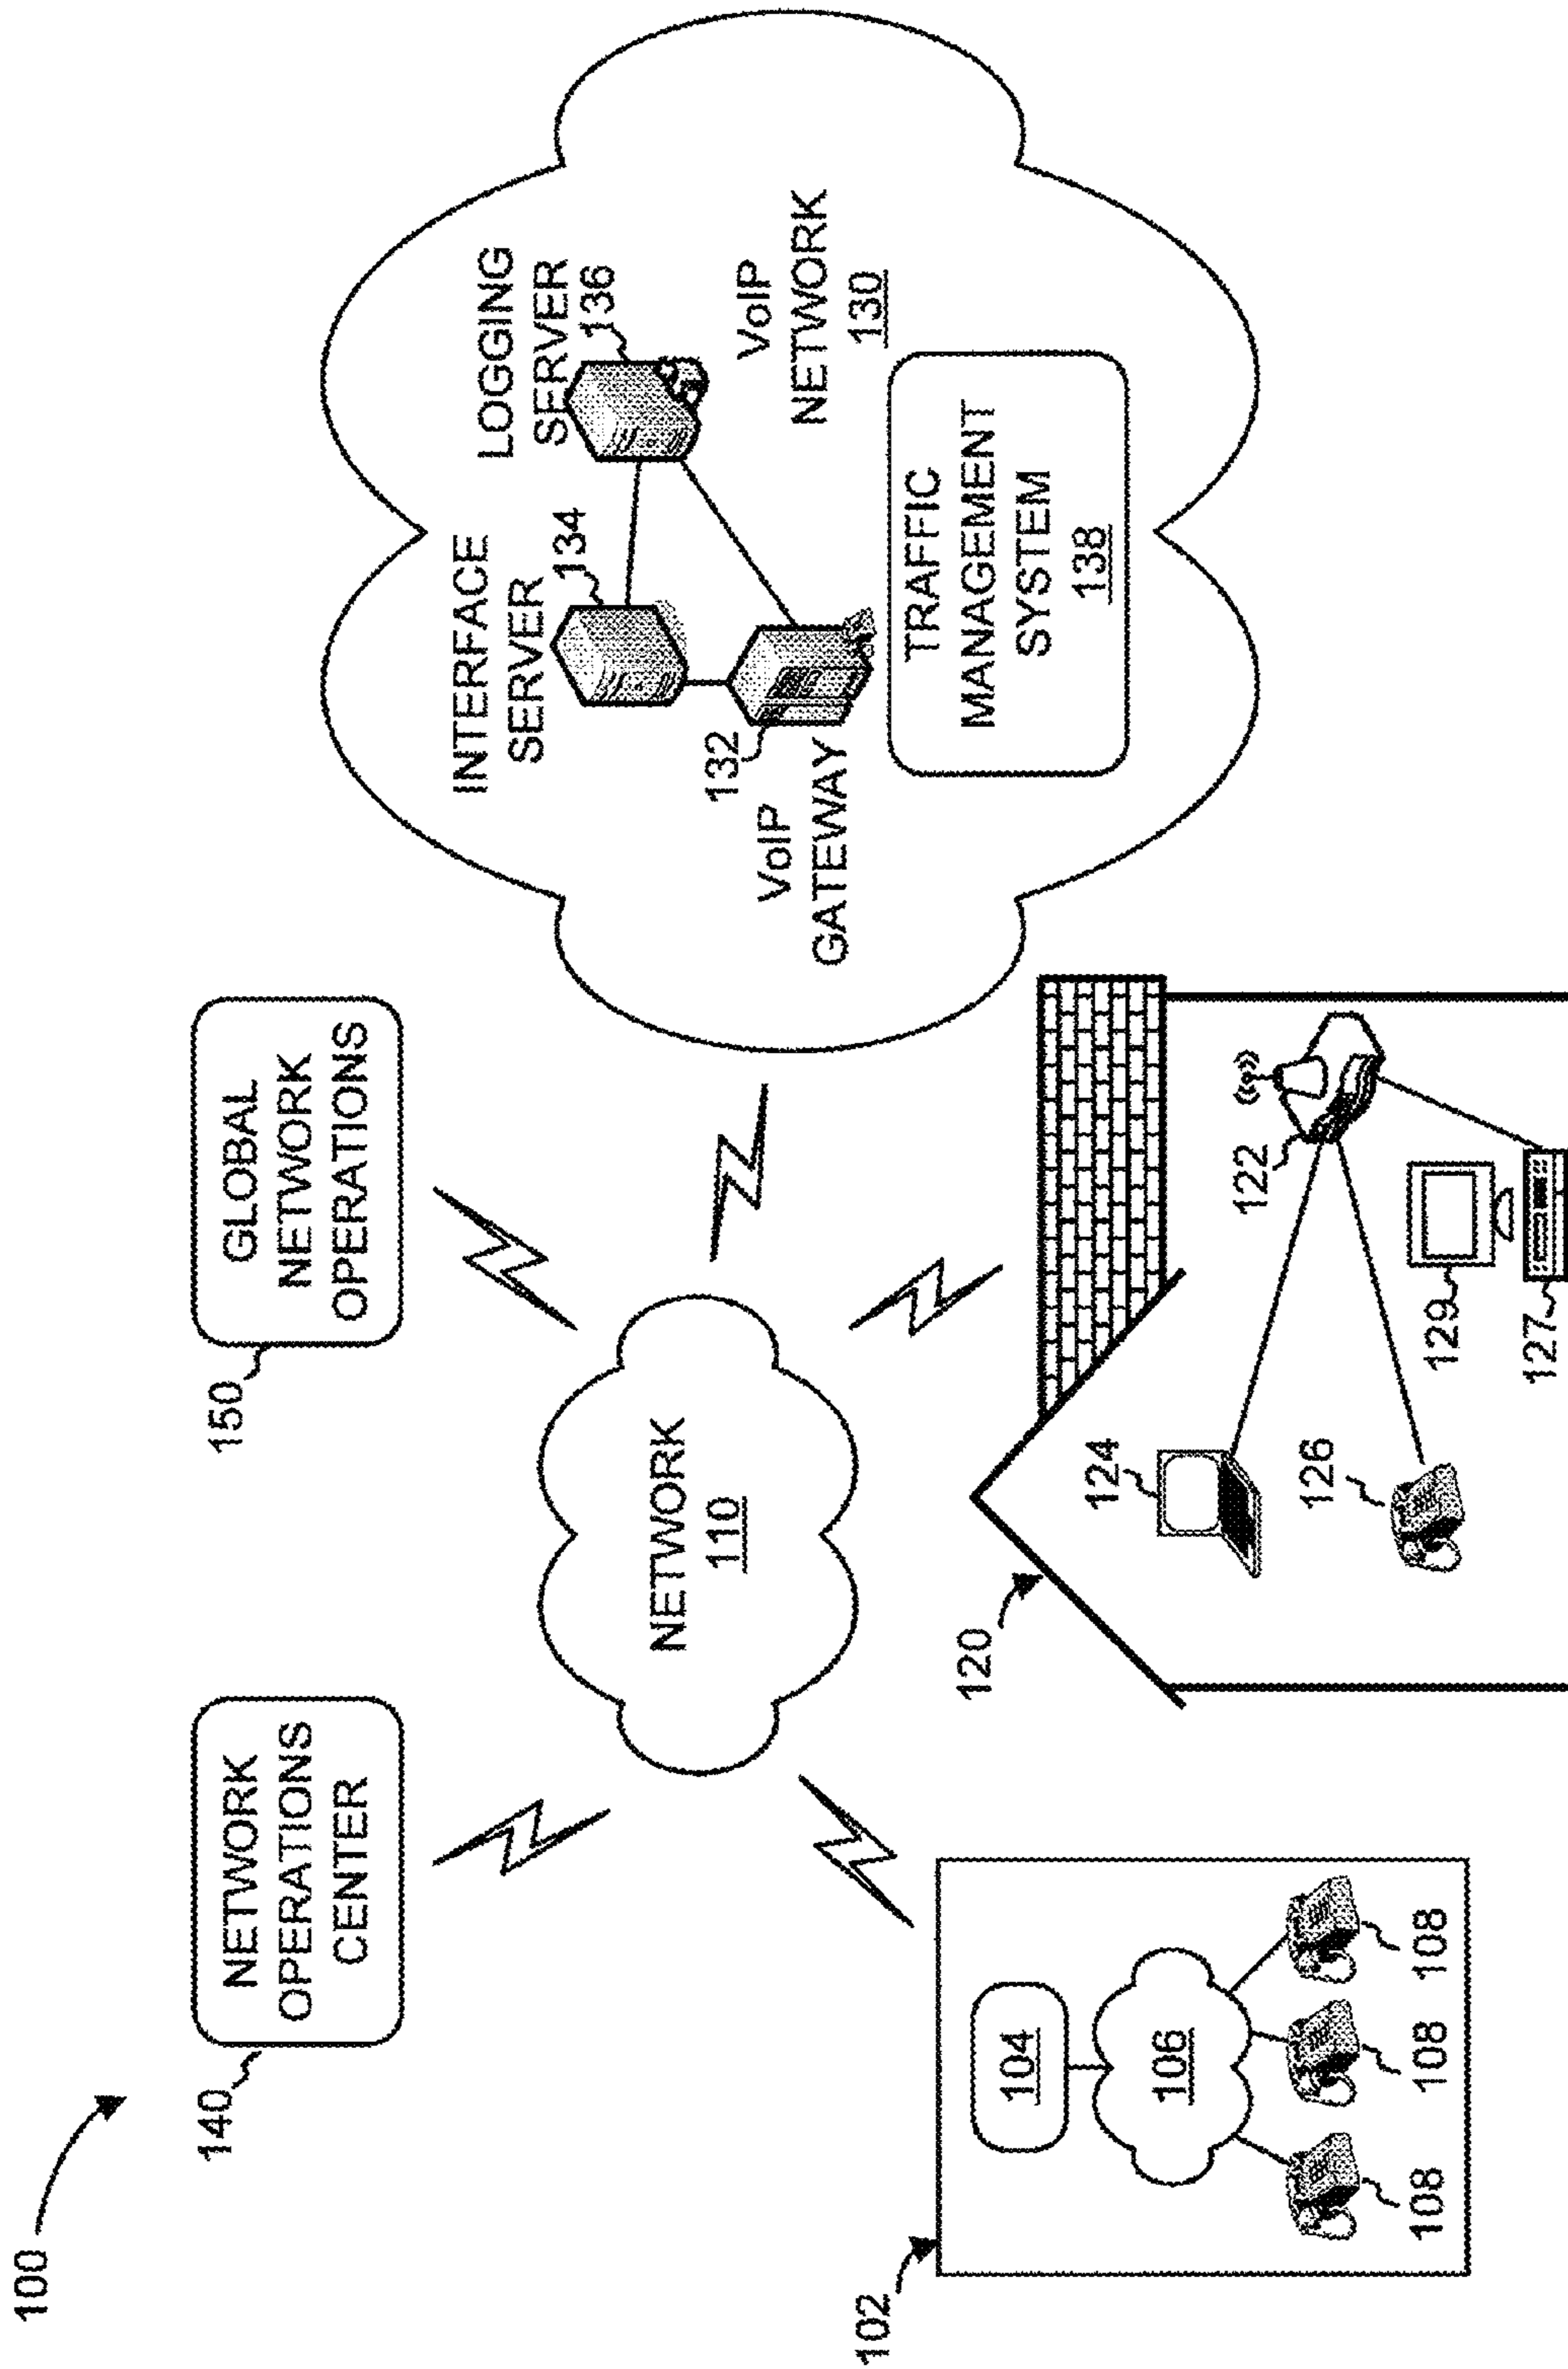 100
140
NETWORK
OPERATIONS
CENTER
150
GLOBAL
NETWORK
OPERATIONS
NETWORK
110
INTERFACE
SERVER
134
LOGGING
SERVER
136
132
VoIP
GATEWAY
VoIP
NETWORK
130
TRAFFIC
MANAGEMENT
SYSTEM
138
102
104
106
108
108
108
120
124
126
122
129
127